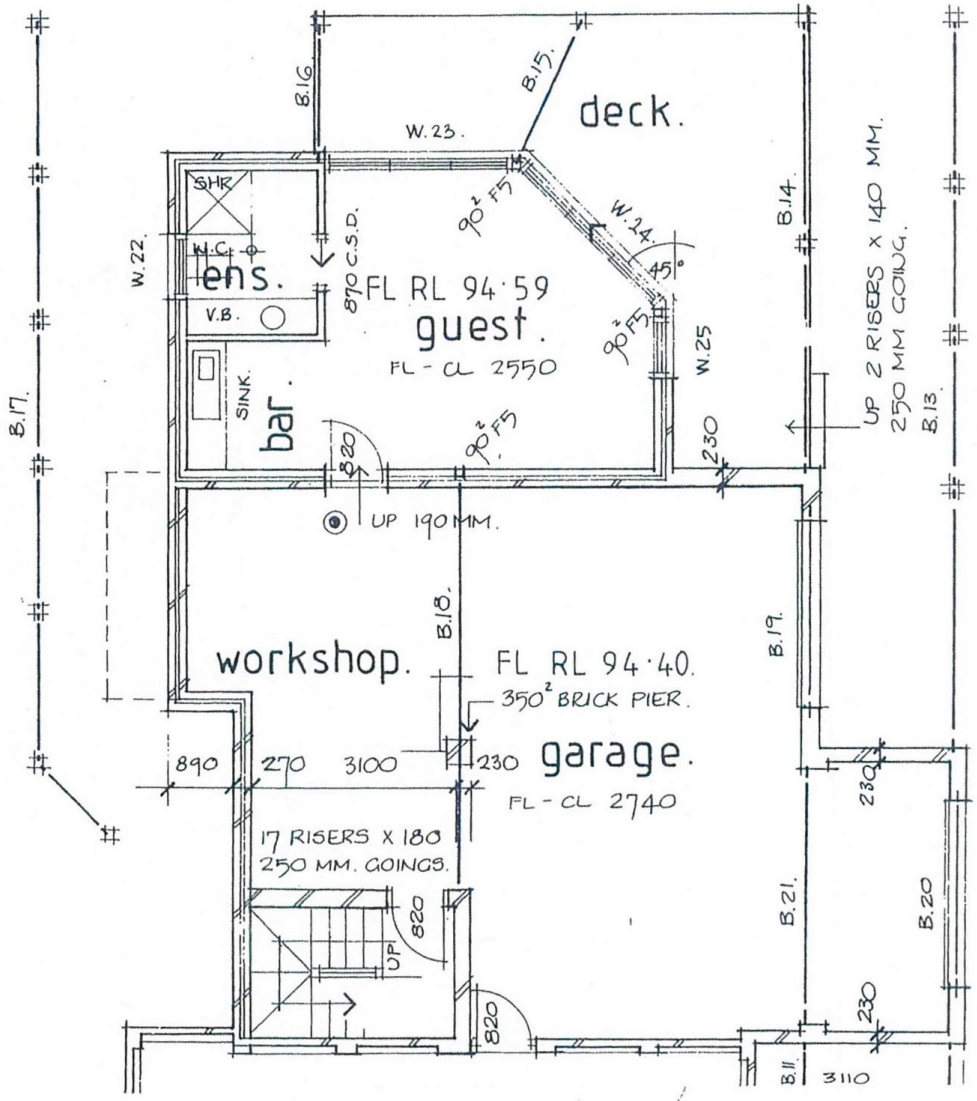 B.16.
B.15.
deck.
W.23.
SHR
90² F5
W.24.
B.14.
UP 2 RISERS X 140 MM.
250 MM GOING.
W.22.
W.C.
ens.
870 C.S.D.
45°
FL RL 94·59
V.B.
guest.
90² F5
FL - CL 2550
W.25
B.17.
SINK.
bar.
B.13
820
90² F5
230
UP 190 MM.
B.18.
B.19.
workshop.
FL RL 94·40.
350² BRICK PIER.
garage.
890
270
3100
230
230
FL - CL 2740
17 RISERS X 180
250 MM. GOINGS.
820
B.21.
B.20
UP
820
230
B.11.
3110